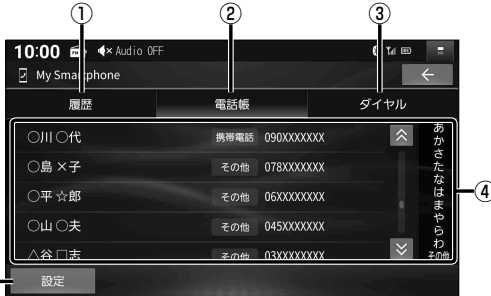 ① ② ③
10:00 Audio OFF
My Smartphone
履歴 電話帳 ダイヤル
○川 ○代 携帯電話 090XXXXXXX
○島 ×子 その他 078XXXXXXX
○平 ☆郎 その他 06XXXXXXX
○山 ○夫 その他 045XXXXXXX
△谷 □志 その他 03XXXXXXXX
あ
か
さ
た
な
は
ま
や
ら
わ
その他
④
設定